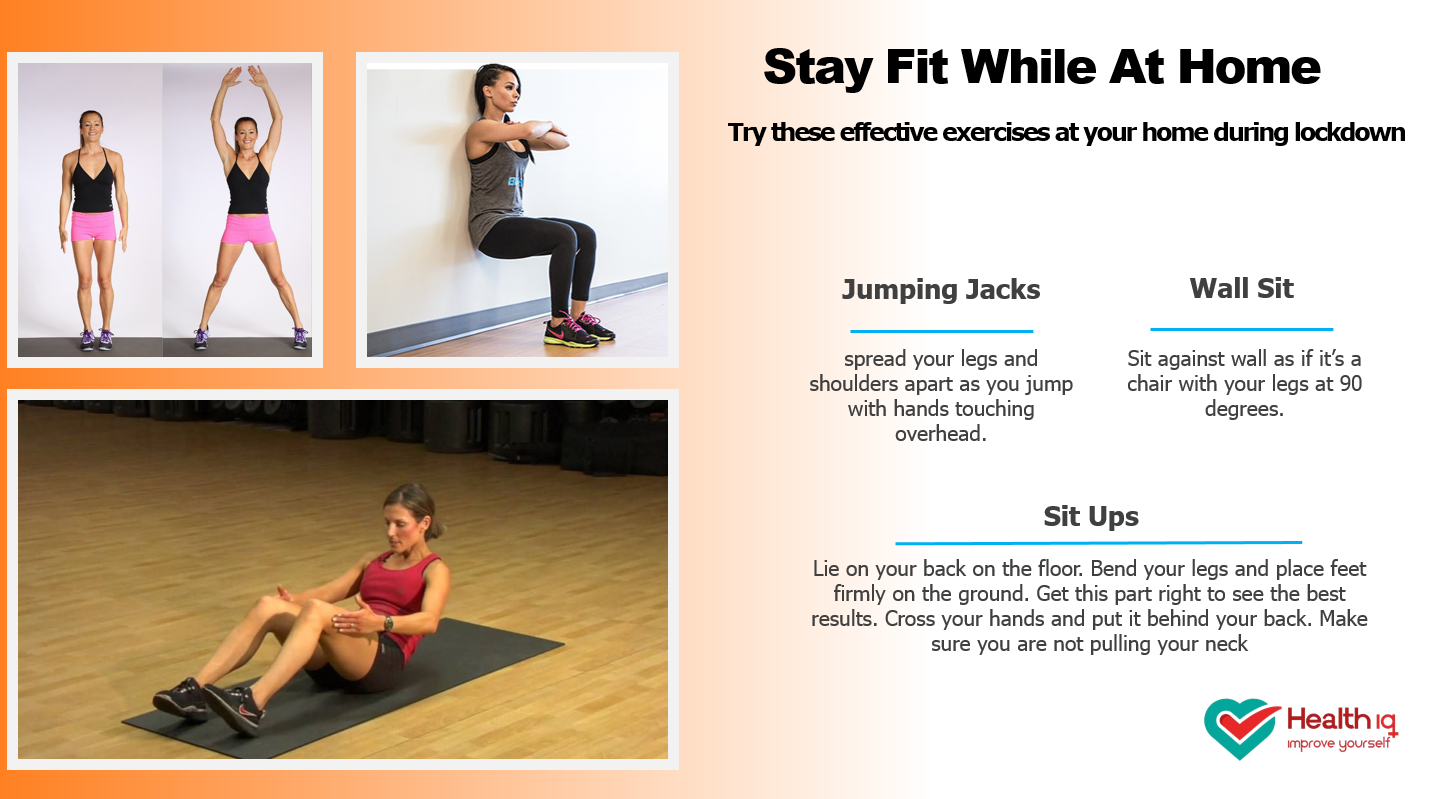 Stay Fit While At Home
Try these effective exercises at your home during lockdown
Jumping Jacks
spread your legs and
shoulders apart as you jump
with hands touching
overhead.
Wall Sit
Sit against wall as if it’s a
chair with your legs at 90
degrees.
Sit Ups
Lie on your back on the floor. Bend your legs and place feet
firmly on the ground. Get this part right to see the best
results. Cross your hands and put it behind your back. Make
sure you are not pulling your neck
Health IQ
improve yourself